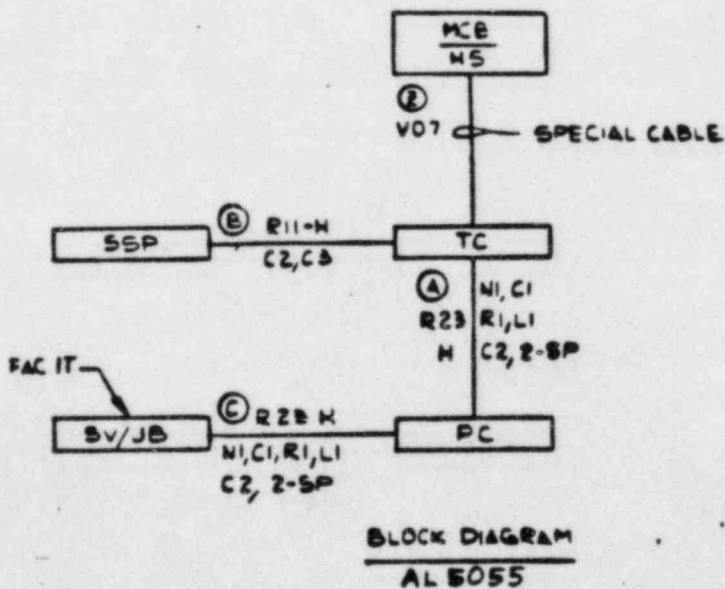 MCB
HS
2
V07
SPECIAL CABLE
SSP
B
R11-H
C2, C3
TC
A
N1, C1
R23 R1, L1
H C2, 2-SP
FAC IT
SV/JB
C
R23 H
N1, C1, R1, L1
C2, 2-SP
PC
BLOCK DIAGRAM
AL 5055